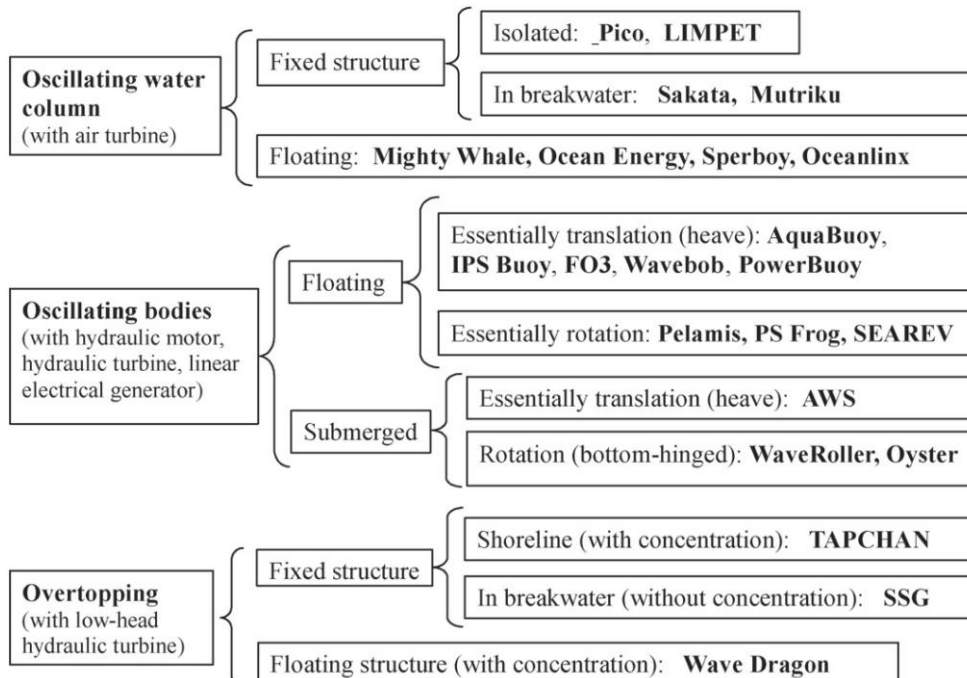 Oscillating water
column
(with air turbine)
Fixed structure
Isolated: _Pico, LIMPET
In breakwater: Sakata, Mutriku
Floating: Mighty Whale, Ocean Energy, Sperboy, Oceanlinx
Oscillating bodies
(with hydraulic motor,
hydraulic turbine, linear
electrical generator)
Floating
Essentially translation (heave): AquaBuoy,
IPS Buoy, FO3, Wavebob, PowerBuoy
Essentially rotation: Pelamis, PS Frog, SEAREV
Submerged
Essentially translation (heave): AWS
Rotation (bottom-hinged): WaveRoller, Oyster
Overtopping
(with low-head
hydraulic turbine)
Fixed structure
Shoreline (with concentration): TAPCHAN
In breakwater (without concentration): SSG
Floating structure (with concentration): Wave Dragon